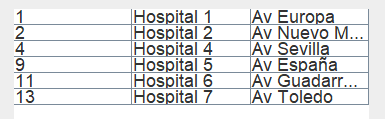 1 Hospital 1 Av Europa
2 Hospital 2 Av Nuevo M...
4 Hospital 4 Av Sevilla
9 Hospital 5 Av España
11 Hospital 6 Av Guadarr...
13 Hospital 7 Av Toledo